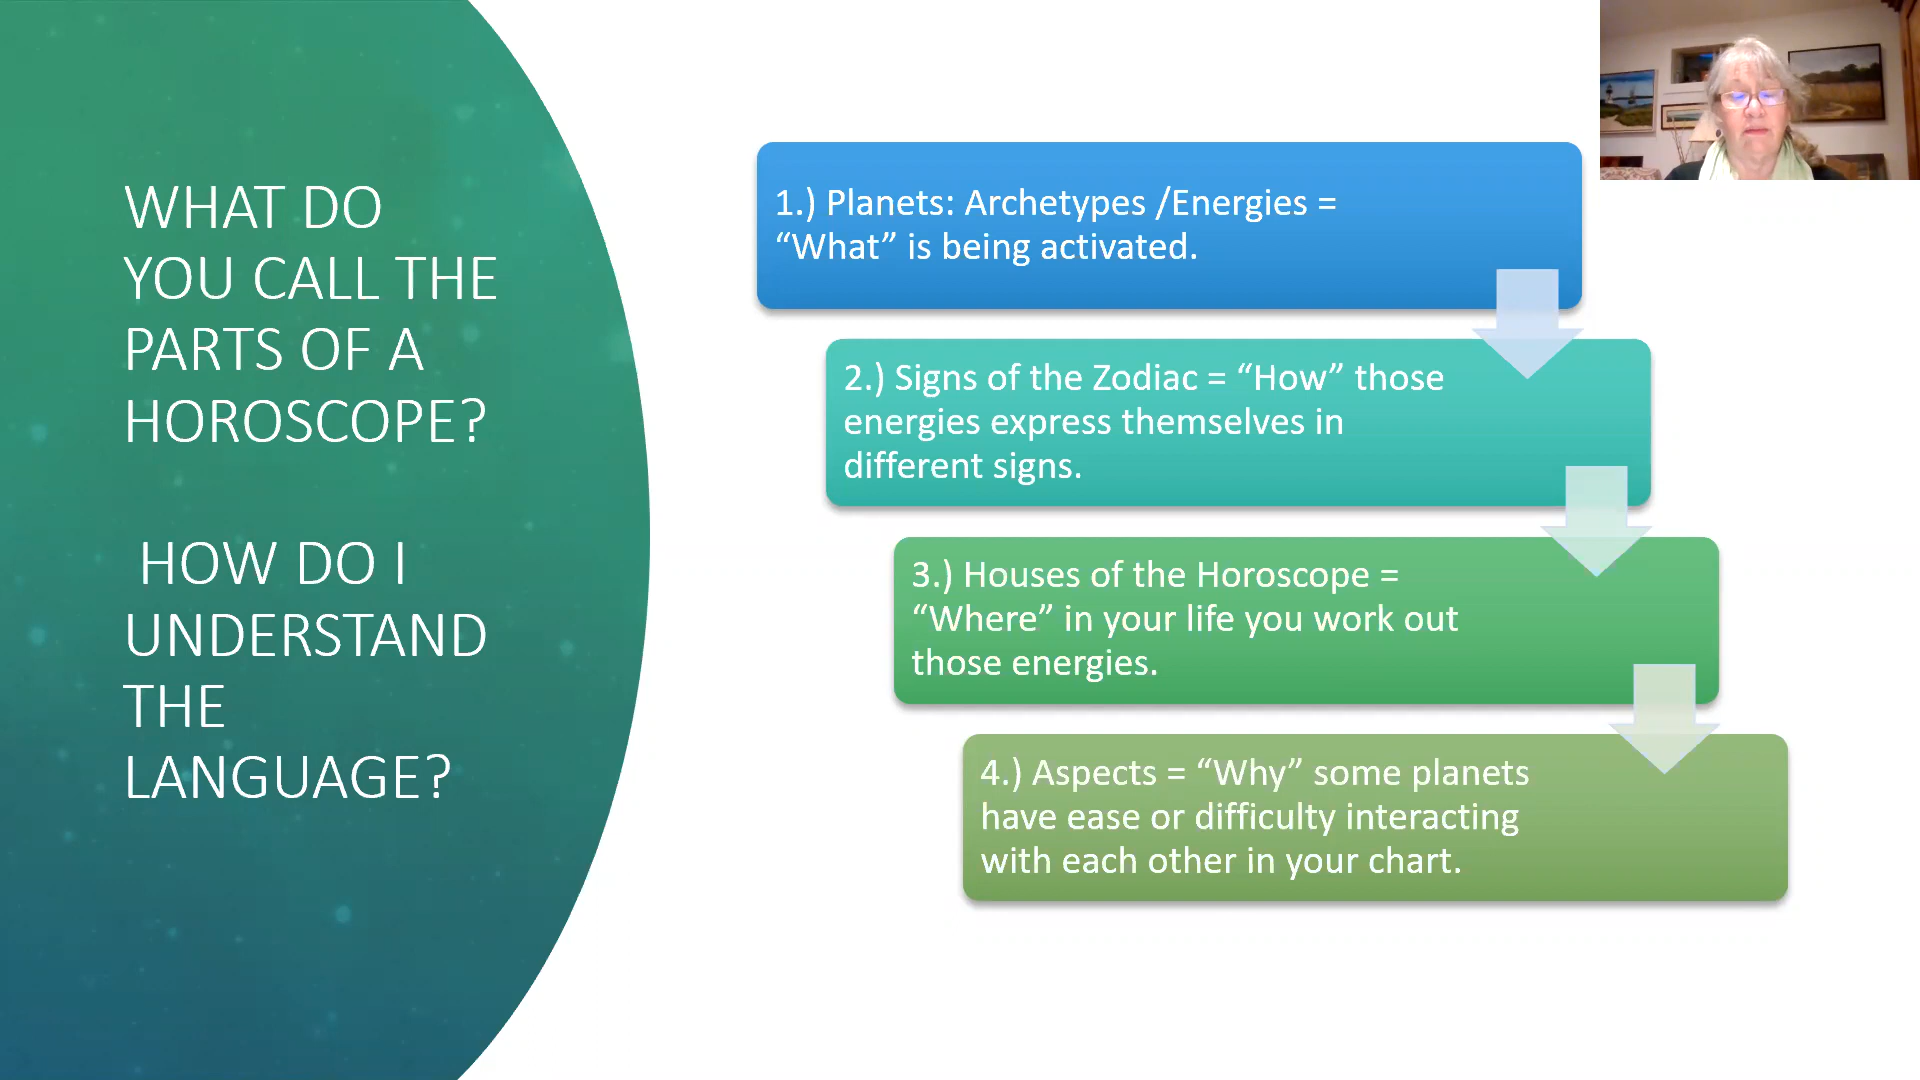 WHAT DO
YOU CALL THE
PARTS OF A
HOROSCOPE?
HOW DO I
UNDERSTAND
THE
LANGUAGE?
1.) Planets: Archetypes /Energies =
“What” is being activated.
2.) Signs of the Zodiac = “How” those
energies express themselves in
different signs.
3.) Houses of the Horoscope =
“Where” in your life you work out
those energies.
4.) Aspects = “Why” some planets
have ease or difficulty interacting
with each other in your chart.